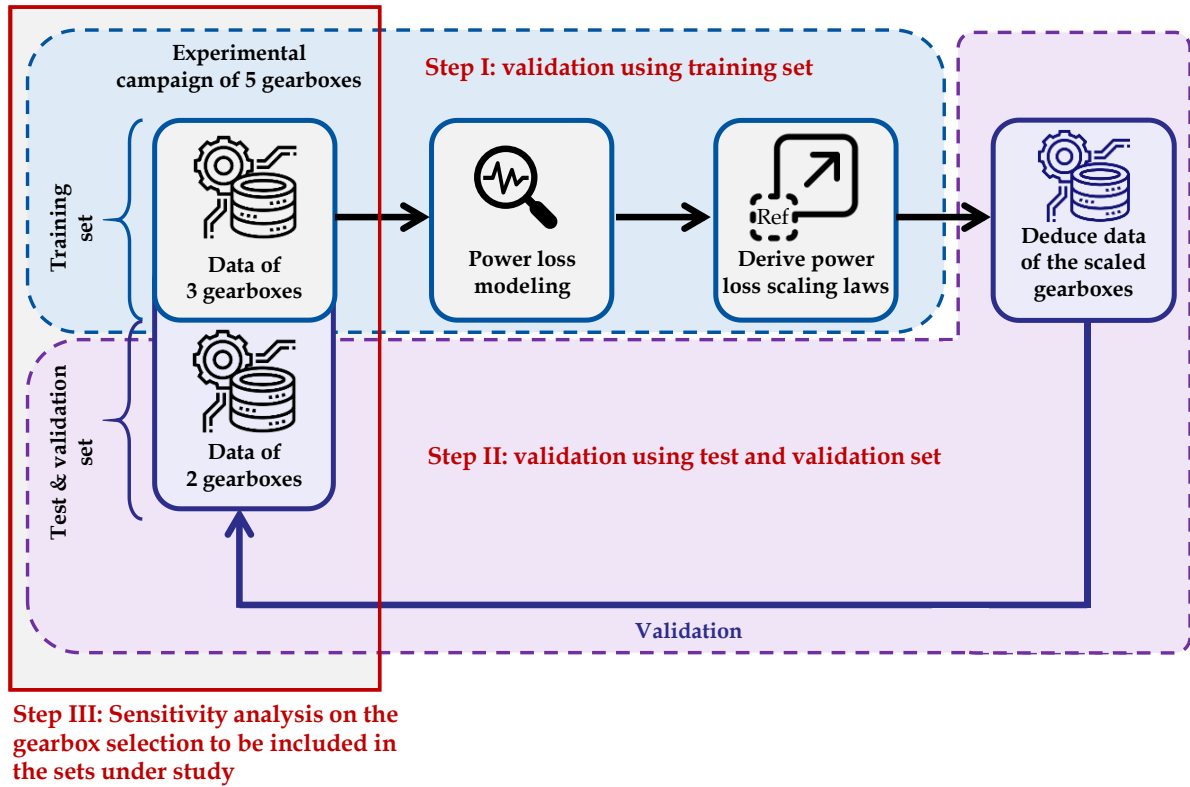 Experimental
campaign of 5 gearboxes
Step I: validation using training set
Training
set
Data of
3 gearboxes
Power loss
modeling
Ref
Derive power
loss scaling laws
Deduce data
of the scaled
gearboxes
Test & validation
set
Data of
2 gearboxes
Step II: validation using test and validation set
Validation
Step III: Sensitivity analysis on the
gearbox selection to be included in
the sets under study